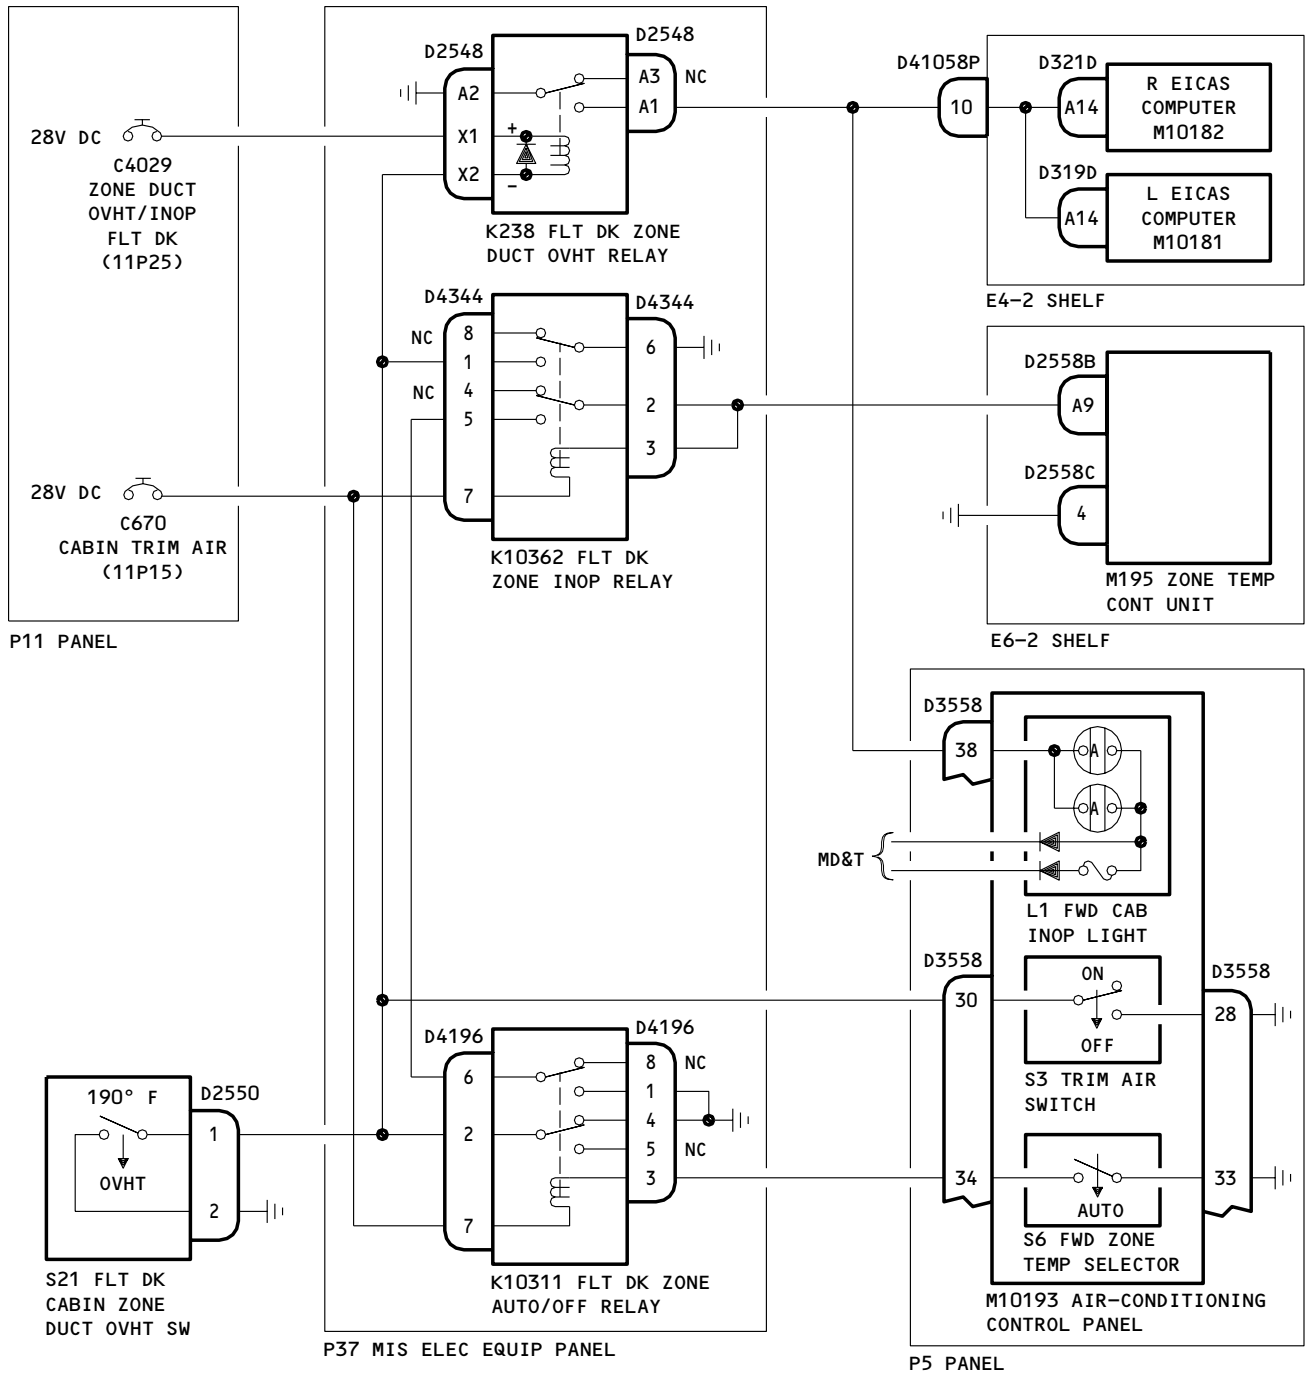 D2548
D2548
A2
A3
NC
A1
+
X1
X2
–
28V DC
C4029
ZONE DUCT
OVHT/INOP
FLT DK
(11P25)
K238 FLT DK ZONE
DUCT OVHT RELAY
D41058P
10
D321D
A14
R EICAS
COMPUTER
M10182
D319D
A14
L EICAS
COMPUTER
M10181
E4-2 SHELF
D4344
D4344
NC
8
1
NC
4
5
7
6
2
3
28V DC
C670
CABIN TRIM AIR
(11P15)
K10362 FLT DK
ZONE INOP RELAY
P11 PANEL
D2558B
A9
D2558C
4
M195 ZONE TEMP
CONT UNIT
E6-2 SHELF
D3558
38
A
A
MD&T
L1 FWD CAB
INOP LIGHT
D3558
30
34
ON
OFF
D3558
28
33
S3 TRIM AIR
SWITCH
AUTO
S6 FWD ZONE
TEMP SELECTOR
M10193 AIR-CONDITIONING
CONTROL PANEL
P5 PANEL
D4196
D4196
6
2
7
8
NC
1
4
5
NC
3
K10311 FLT DK ZONE
AUTO/OFF RELAY
P37 MIS ELEC EQUIP PANEL
190° F
OVHT
D2550
1
2
S21 FLT DK
CABIN ZONE
DUCT OVHT SW